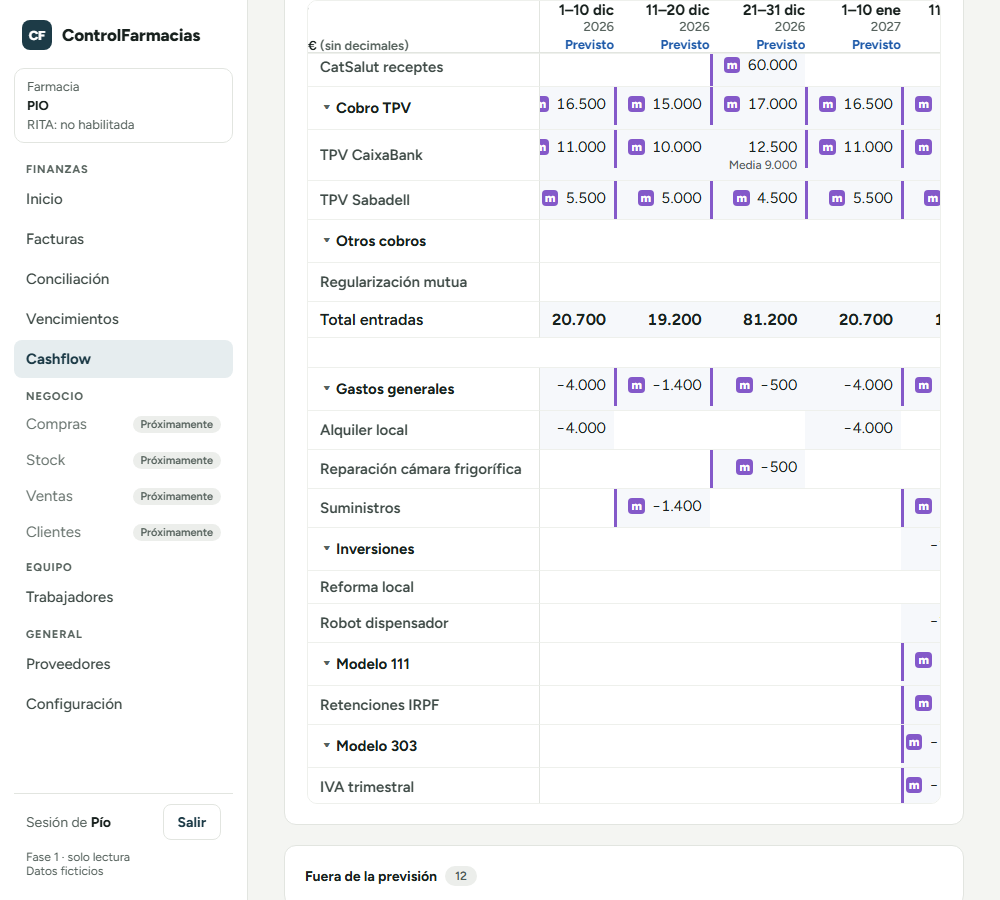 CF ControlFarmacias
Farmacia
PIO
RITA: no habilitada
FINANZAS
Inicio
Facturas
Conciliación
Vencimientos
Cashflow
NEGOCIO
Compras Próximamente
Stock Próximamente
Ventas Próximamente
Clientes Próximamente
EQUIPO
Trabajadores
GENERAL
Proveedores
Configuración
Sesión de Pío Salir
Fase 1 · solo lectura
Datos ficticios
1–10 dic 11–20 dic 21–31 dic 1–10 ene 11
2026 2026 2026 2027
€ (sin decimales) Previsto Previsto Previsto Previsto
CatSalut receptes m 60.000
Cobro TPV m 16.500 m 15.000 m 17.000 m 16.500 m
TPV CaixaBank m 11.000 m 10.000 12.500 m 11.000 m
Media 9.000
TPV Sabadell m 5.500 m 5.000 m 4.500 m 5.500 m
Otros cobros
Regularización mutua
Total entradas 20.700 19.200 81.200 20.700 1
Gastos generales −4.000 m −1.400 m −500 −4.000 m
Alquiler local −4.000 −4.000
Reparación cámara frigorífica m −500
Suministros m −1.400 m
Inversiones −
Reforma local
Robot dispensador −
Modelo 111 m
Retenciones IRPF m
Modelo 303 m −
IVA trimestral m −
Fuera de la previsión 12